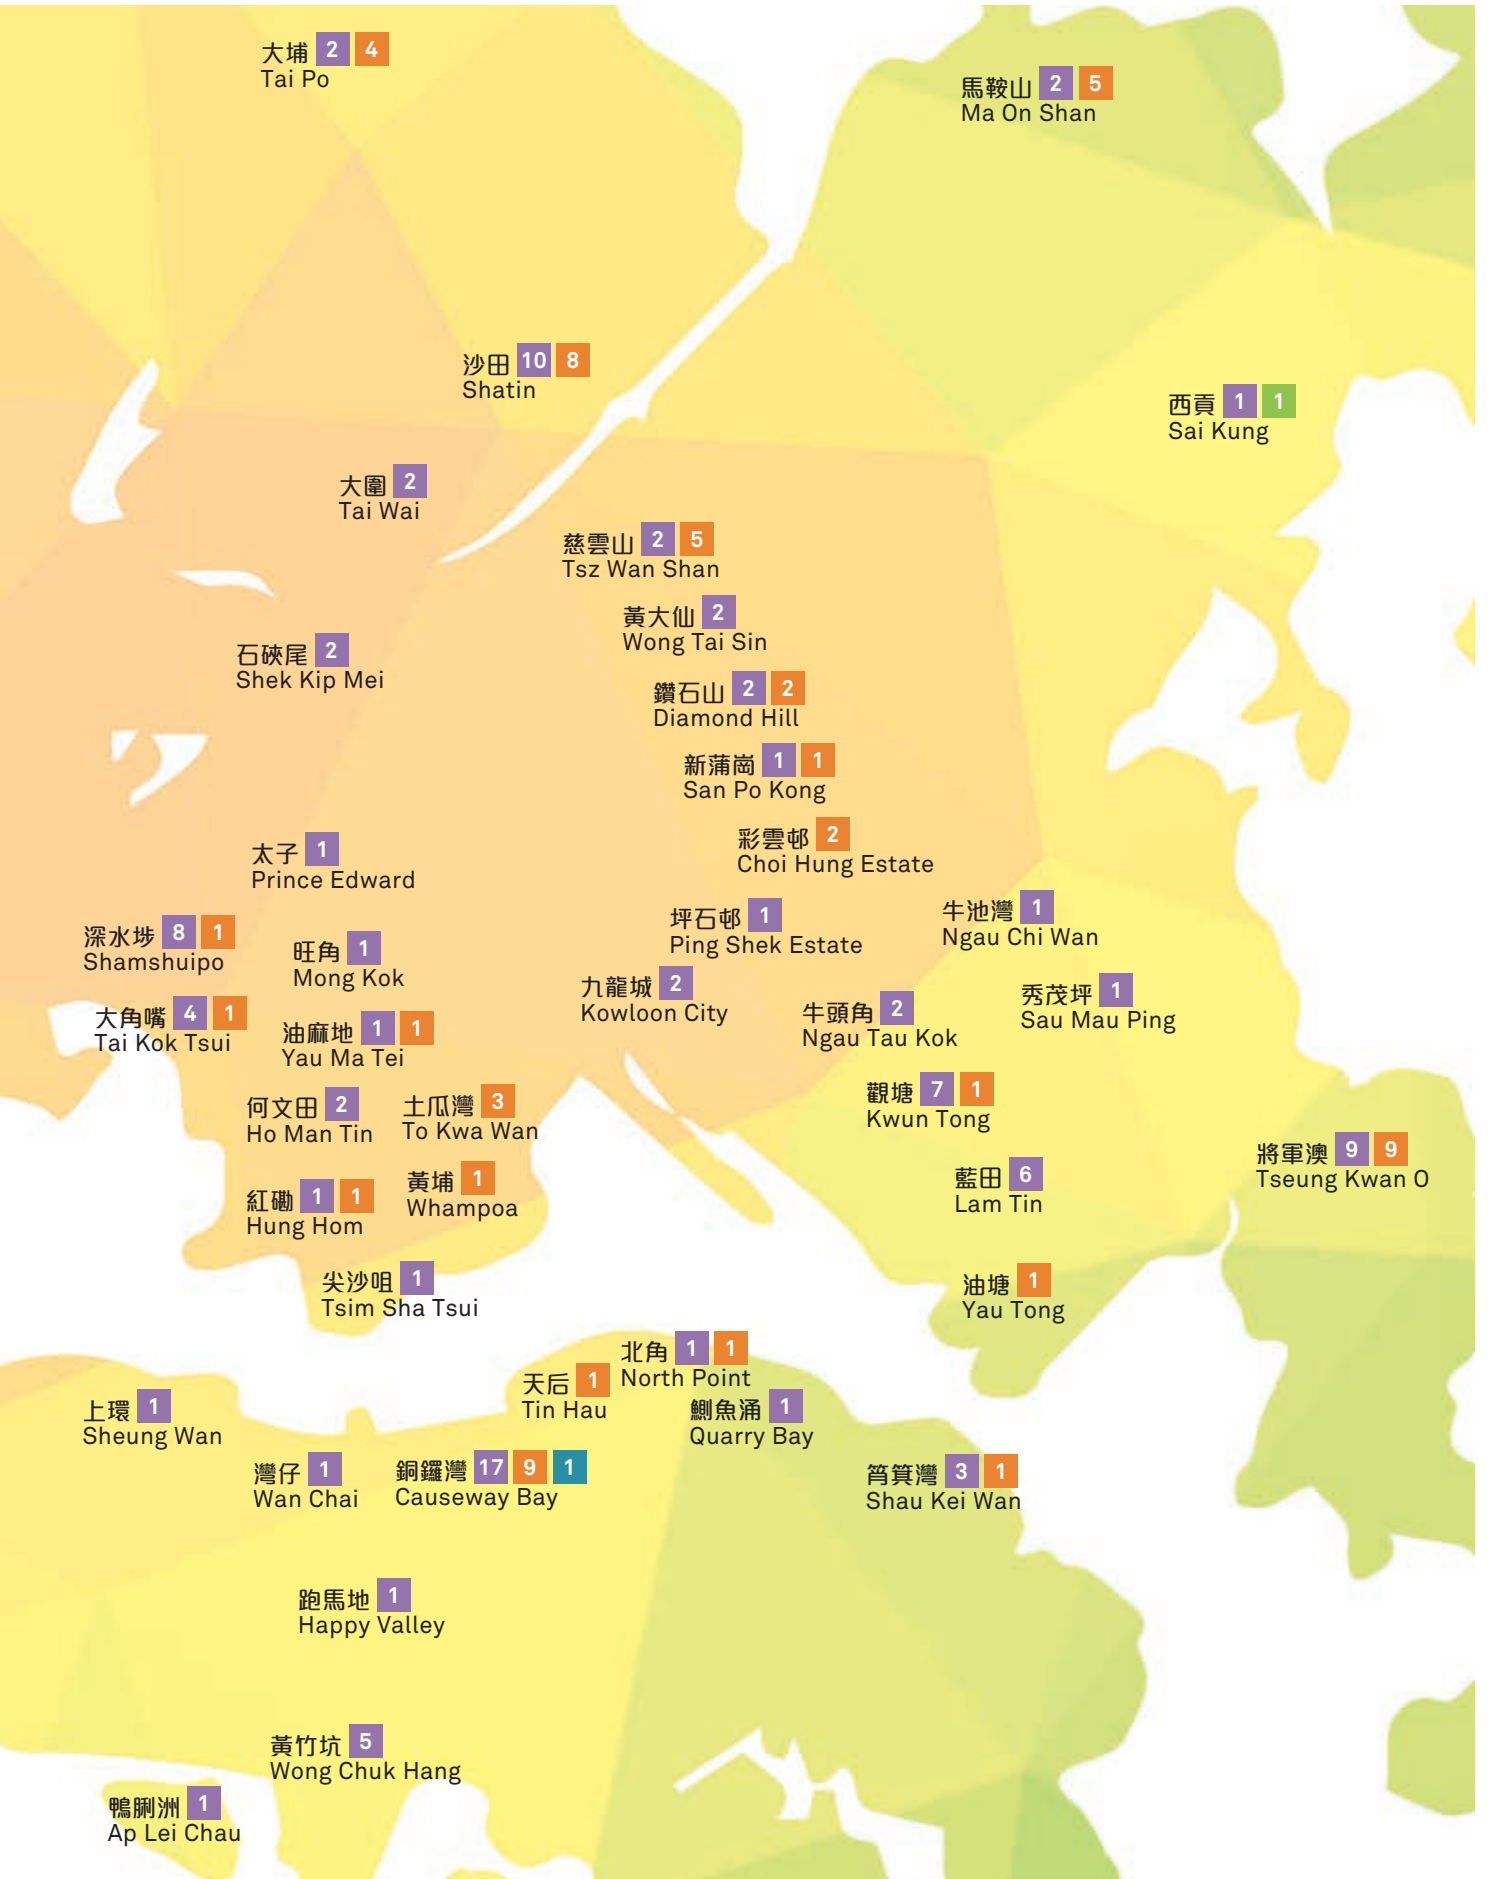 大埔 2 4
Tai Po
馬鞍山 2 5
Ma On Shan
沙田 10 8
Shatin
西貢 1 1
Sai Kung
大圍 2
Tai Wai
慈雲山 2 5
Tsz Wan Shan
黃大仙 2
Wong Tai Sin
石硤尾 2
Shek Kip Mei
鑽石山 2 2
Diamond Hill
新蒲崗 1 1
San Po Kong
彩雲邨 2
Choi Hung Estate
太子 1
Prince Edward
坪石邨 1
Ping Shek Estate
牛池灣 1
Ngau Chi Wan
深水埗 8 1
Shamshuipo
旺角 1
Mong Kok
九龍城 2
Kowloon City
秀茂坪 1
Sau Mau Ping
大角嘴 4 1
Tai Kok Tsui
油麻地 1 1
Yau Ma Tei
牛頭角 2
Ngau Tau Kok
何文田 2
Ho Man Tin
土瓜灣 3
To Kwa Wan
觀塘 7 1
Kwun Tong
將軍澳 9 9
Tseung Kwan O
藍田 6
Lam Tin
紅磡 1 1
Hung Hom
黃埔 1
Whampoa
尖沙咀 1
Tsim Sha Tsui
油塘 1
Yau Tong
北角 1 1
North Point
天后 1
Tin Hau
鰂魚涌 1
Quarry Bay
上環 1
Sheung Wan
灣仔 1
Wan Chai
銅鑼灣 17 9 1
Causeway Bay
筲箕灣 3 1
Shau Kei Wan
跑馬地 1
Happy Valley
黃竹坑 5
Wong Chuk Hang
鴨脷洲 1
Ap Lei Chau